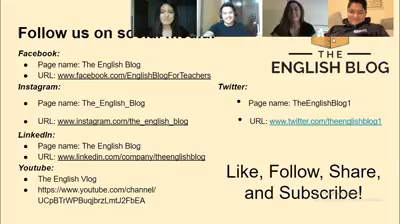 Follow us on social media:
Facebook:
● Page name: The English Blog
● URL: www.facebook.com/EnglishBlogForTeachers
Instagram:
● Page name: The_English_Blog
● URL: www.instagram.com/the_english_blog
LinkedIn:
● Page name: The English Blog
● URL: www.linkedin.com/company/theenglishblog
Youtube:
● The English Vlog
● https://www.youtube.com/channel/
UCpBTrWPBuqjbrzLmtJ2FbEA
THE
ENGLISH BLOG
Twitter:
• Page name: TheEnglishBlog1
• URL: www.twitter.com/theenglishblog1
Like, Follow, Share,
and Subscribe!